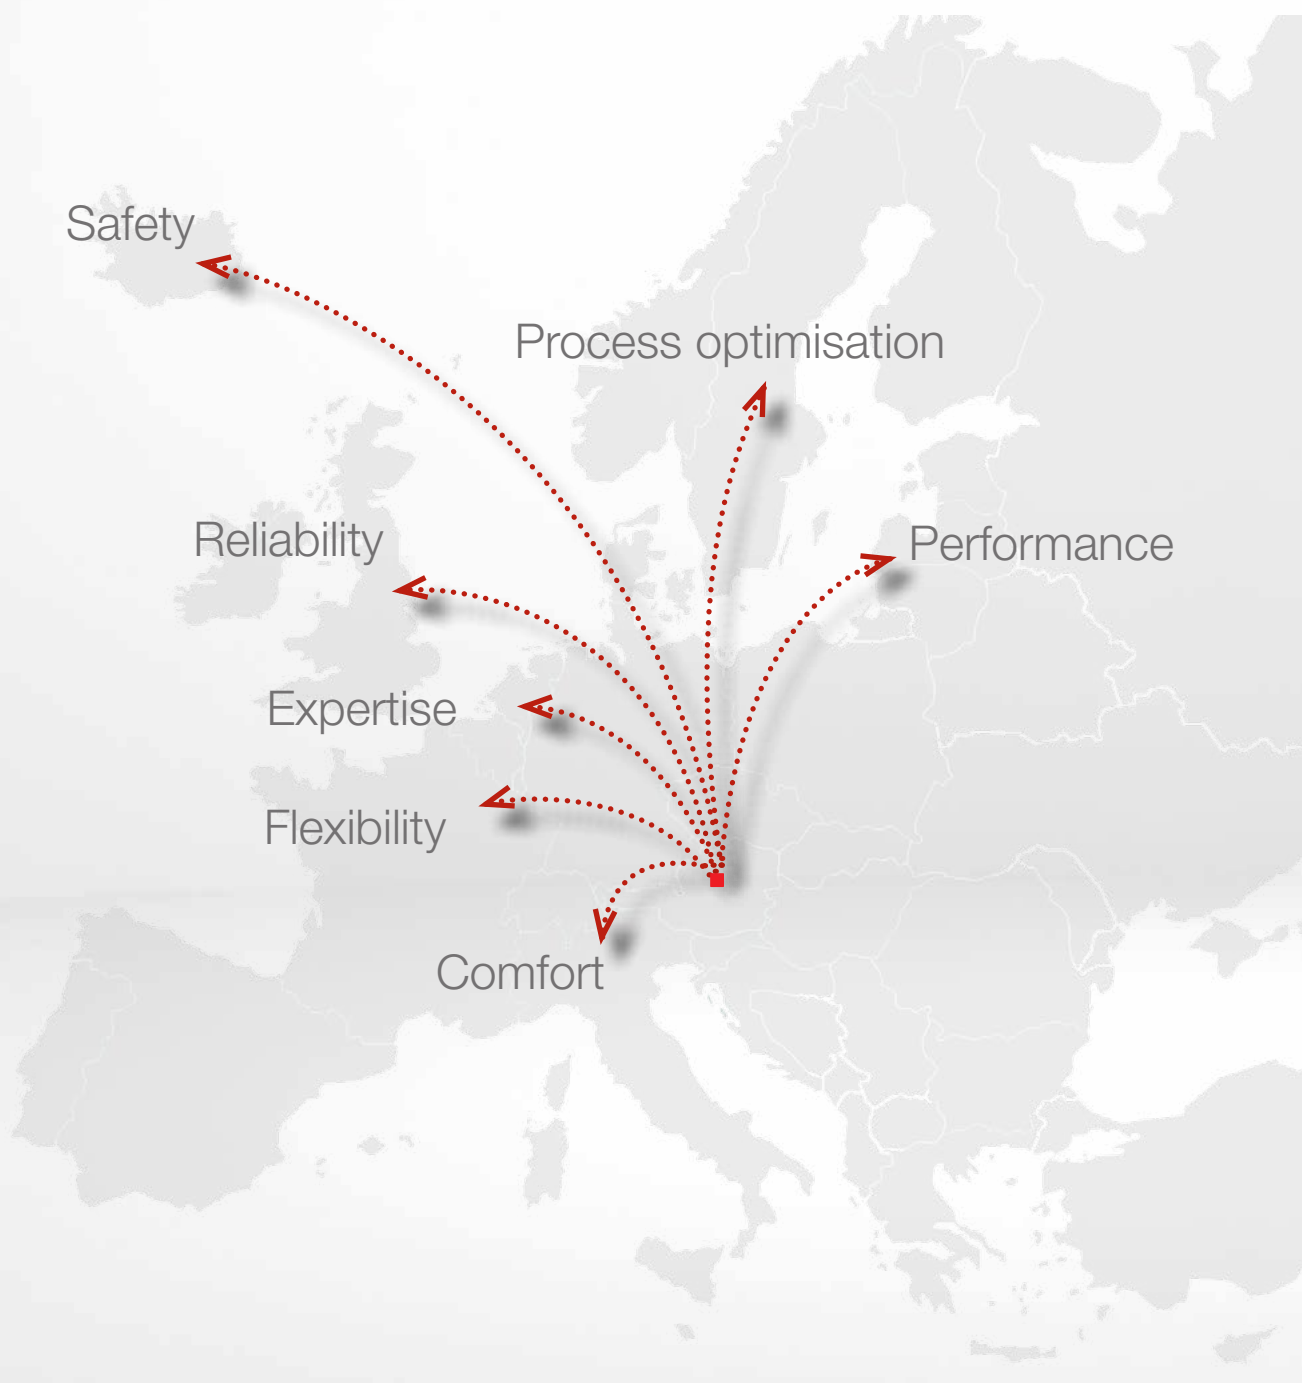 Safety
Process optimisation
Reliability
Performance
Expertise
Flexibility
Comfort